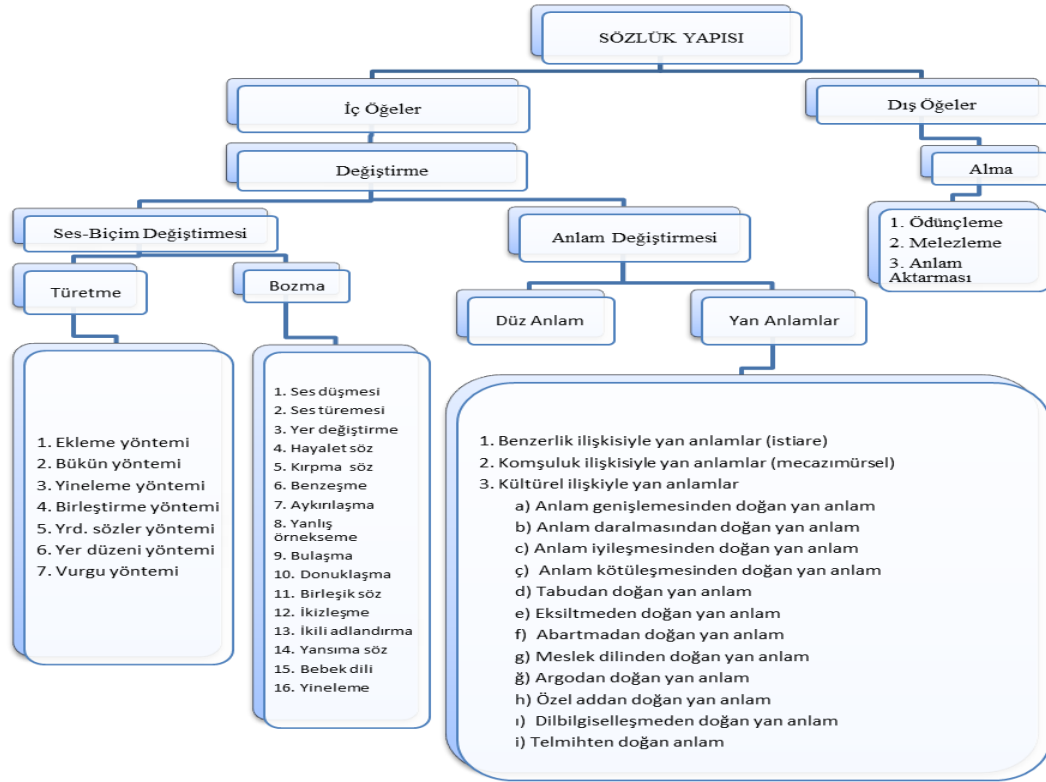 SÖZLÜK YAPISI
İç Öğeler
Dış Öğeler
Değiştirme
Alma
Ses-Biçim Değiştirmesi
Anlam Değiştirmesi
1. Ödünçleme
2. Melezleme
3. Anlam
Aktarması
Türetme
Bozma
Düz Anlam
Yan Anlamlar
1. Ekleme yöntemi
2. Bükün yöntemi
3. Yineleme yöntemi
4. Birleştirme yöntemi
5. Yrd. sözler yöntemi
6. Yer düzeni yöntemi
7. Vurgu yöntemi
1. Ses düşmesi
2. Ses türemesi
3. Yer değiştirme
4. Hayalet söz
5. Kırpma söz
6. Benzeşme
7. Aykırılaşma
8. Yanlış
örnekseme
9. Bulaşma
10. Donuklaşma
11. Birleşik söz
12. İkizleşme
13. İkili adlandırma
14. Yansıma söz
15. Bebek dili
16. Yineleme
1. Benzerlik ilişkisiyle yan anlamlar (istiare)
2. Komşuluk ilişkisiyle yan anlamlar (mecazımürsel)
3. Kültürel ilişkiyle yan anlamlar
a) Anlam genişlemesinden doğan yan anlam
b) Anlam daralmasından doğan yan anlam
c) Anlam iyileşmesinden doğan yan anlam
ç) Anlam kötüleşmesinden doğan yan anlam
d) Tabudan doğan yan anlam
e) Eksiltmeden doğan yan anlam
f) Abartmadan doğan yan anlam
g) Meslek dilinden doğan yan anlam
ğ) Argodan doğan yan anlam
h) Özel addan doğan yan anlam
ı) Dilbilgiselleşmeden doğan yan anlam
i) Telmihten doğan anlam